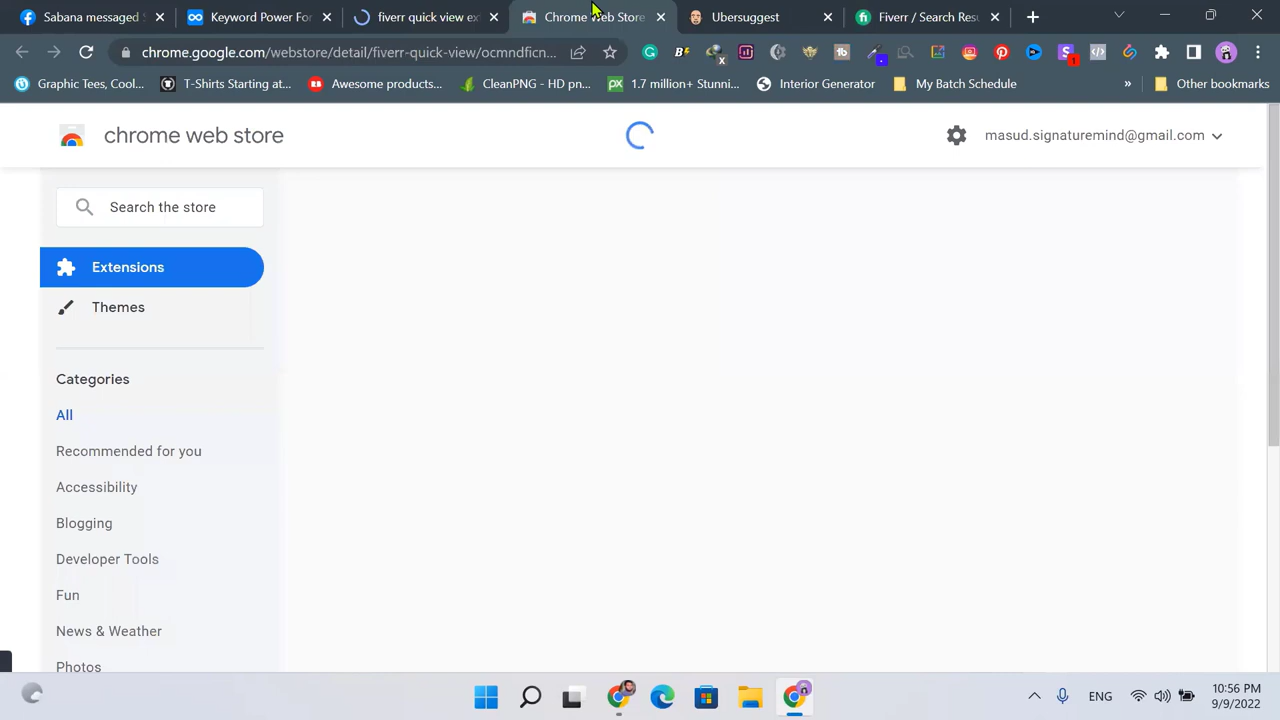 Sabana messaged
Keyword Power For
fiverr quick view ex
Chrome Web Store
Ubersuggest
Fiverr / Search Resu
chrome.google.com/webstore/detail/fiverr-quick-view/ocmndficn...
Graphic Tees, Cool...
T-Shirts Starting at...
Awesome products...
CleanPNG - HD pn...
1.7 million+ Stunni...
Interior Generator
My Batch Schedule
»
Other bookmarks
chrome web store
masud.signaturemind@gmail.com
Search the store
Extensions
Themes
Categories
All
Recommended for you
Accessibility
Blogging
Developer Tools
Fun
News & Weather
Photos
ENG
10:56 PM
9/9/2022